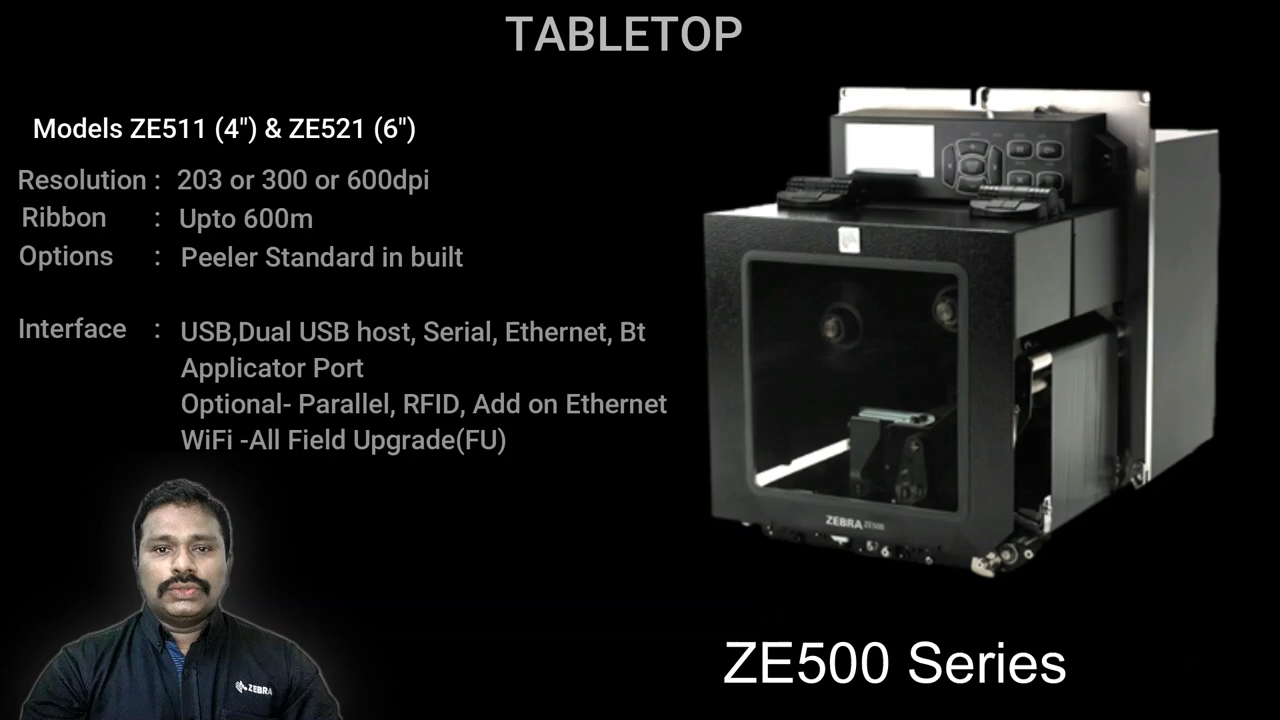 TABLETOP
Models ZE511 (4") & ZE521 (6")
Resolution : 203 or 300 or 600dpi
Ribbon : Upto 600m
Options : Peeler Standard in built
Interface : USB,Dual USB host, Serial, Ethernet, Bt
Applicator Port
Optional- Parallel, RFID, Add on Ethernet
WiFi -All Field Upgrade(FU)
ZEBRA ZE500
ZEBRA
ZE500 Series